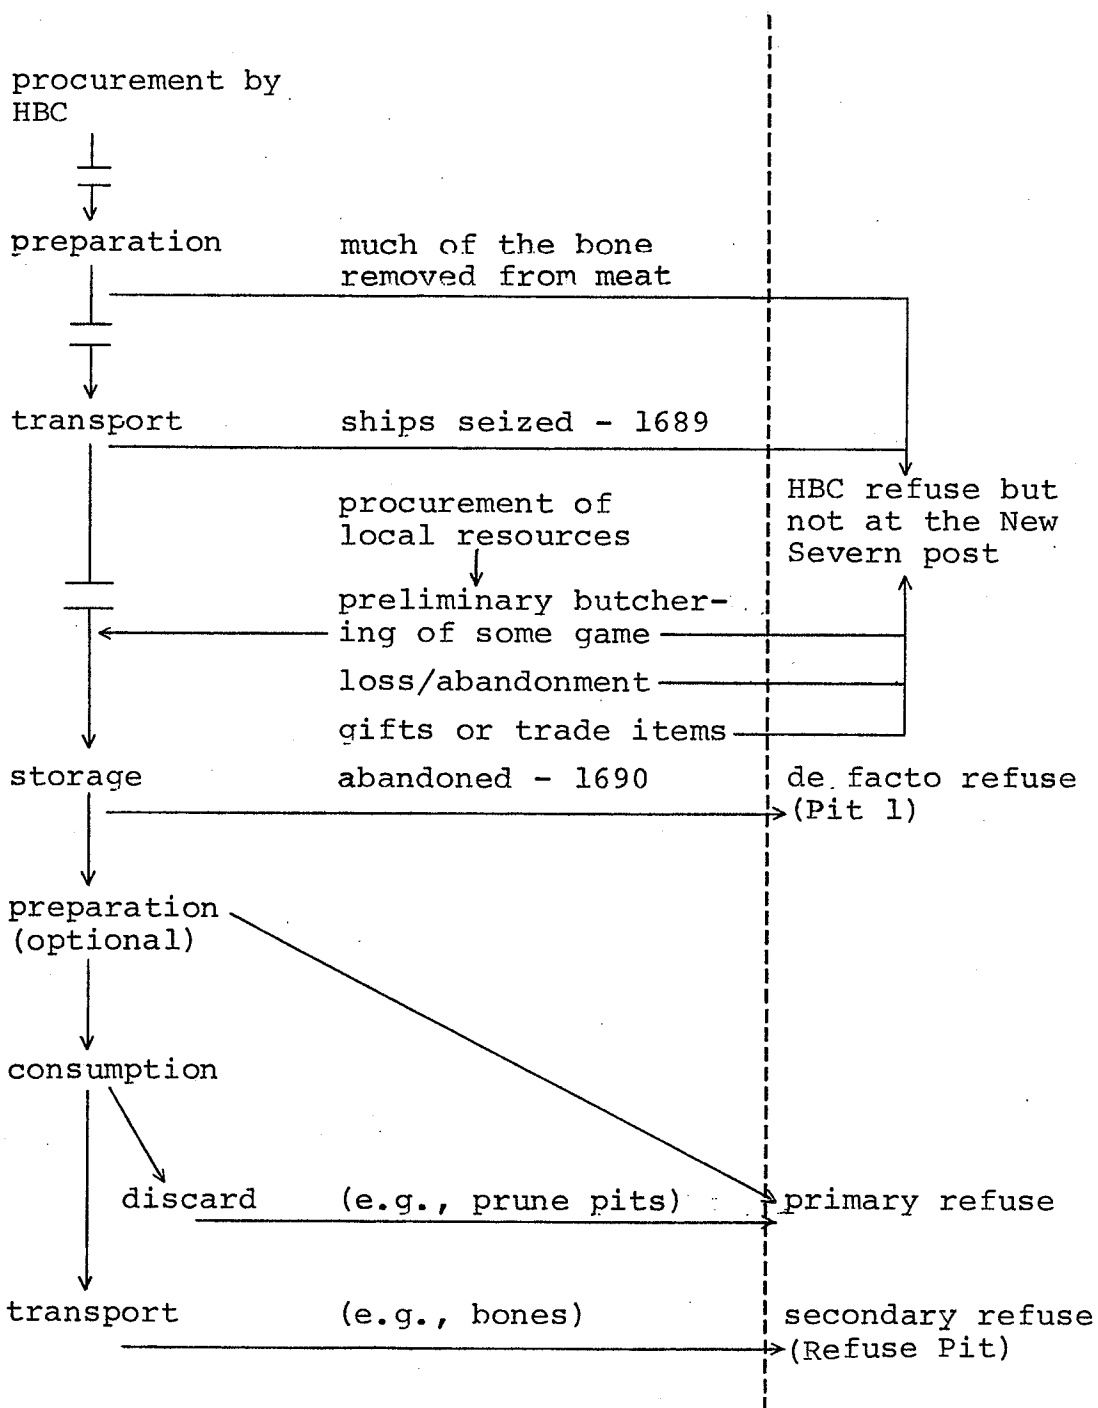 procurement by
HBC
preparation
much of the bone
removed from meat
transport
ships seized - 1689
procurement of
local resources
HBC refuse but
not at the New
Severn post
preliminary butcher-
ing of some game
loss/abandonment
gifts or trade items
storage
abandoned - 1690
de facto refuse
(Pit 1)
preparation
(optional)
consumption
discard
(e.g., prune pits)
primary refuse
transport
(e.g., bones)
secondary refuse
(Refuse Pit)